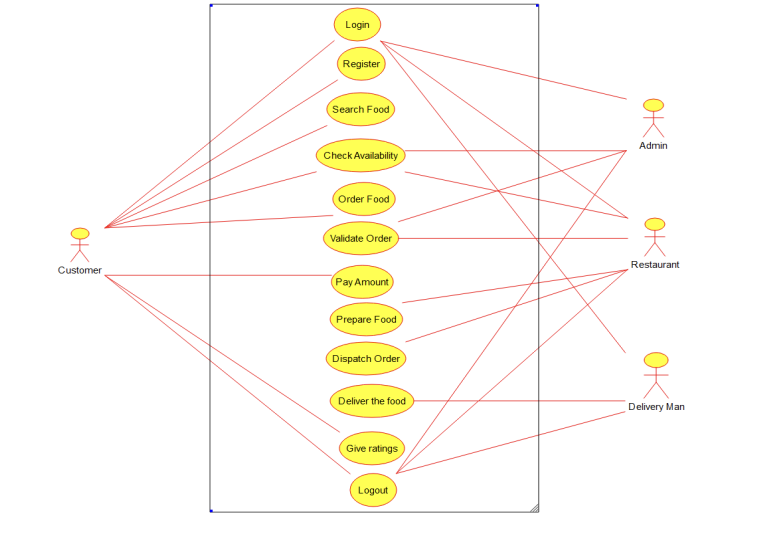 Login
Register
Search Food
Check Availability
Order Food
Validate Order
Pay Amount
Prepare Food
Dispatch Order
Deliver the food
Give ratings
Logout
Customer
Admin
Restaurant
Delivery Man